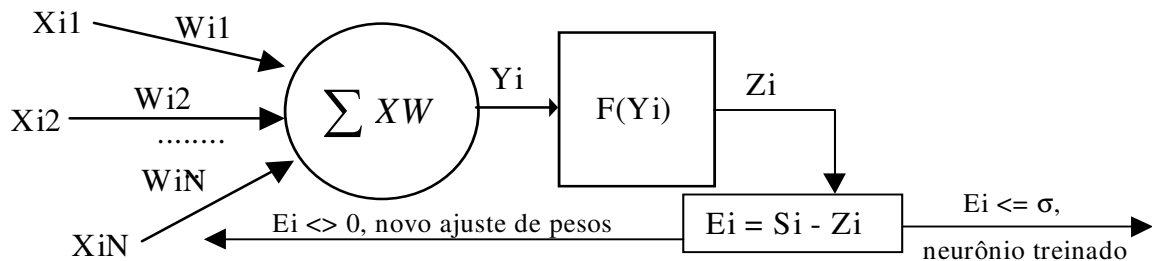 Xi1
Wi1
Xi2
Wi2
........
WiN
XiN
∑ XW
Yi
F(Yi)
Zi
Ei = Si - Zi
Ei <> 0, novo ajuste de pesos
Ei <= σ,
neurônio treinado